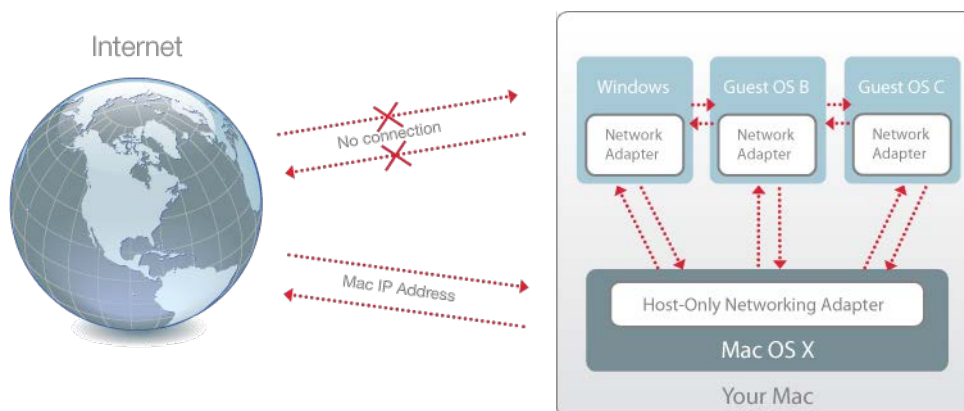 Internet
No connection
Mac IP Address
Windows
Guest OS B
Guest OS C
Network
Adapter
Network
Adapter
Network
Adapter
Host-Only Networking Adapter
Mac OS X
Your Mac